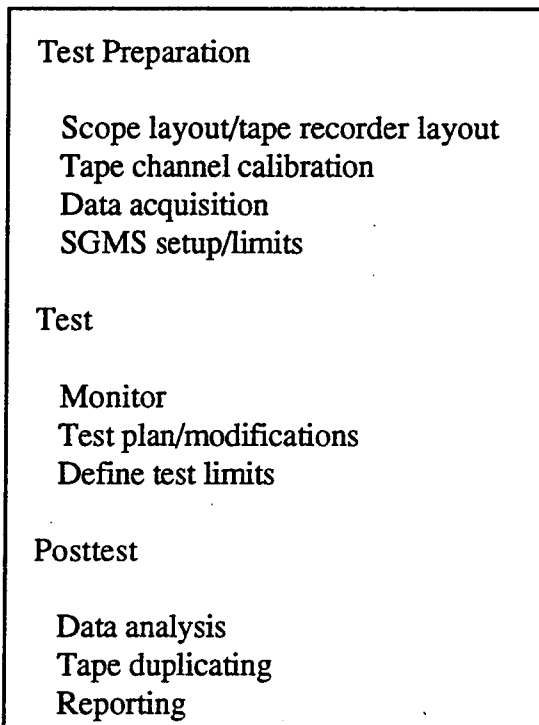 Test Preparation
Scope layout/tape recorder layout
Tape channel calibration
Data acquisition
SGMS setup/limits
Test
Monitor
Test plan/modifications
Define test limits
Posttest
Data analysis
Tape duplicating
Reporting